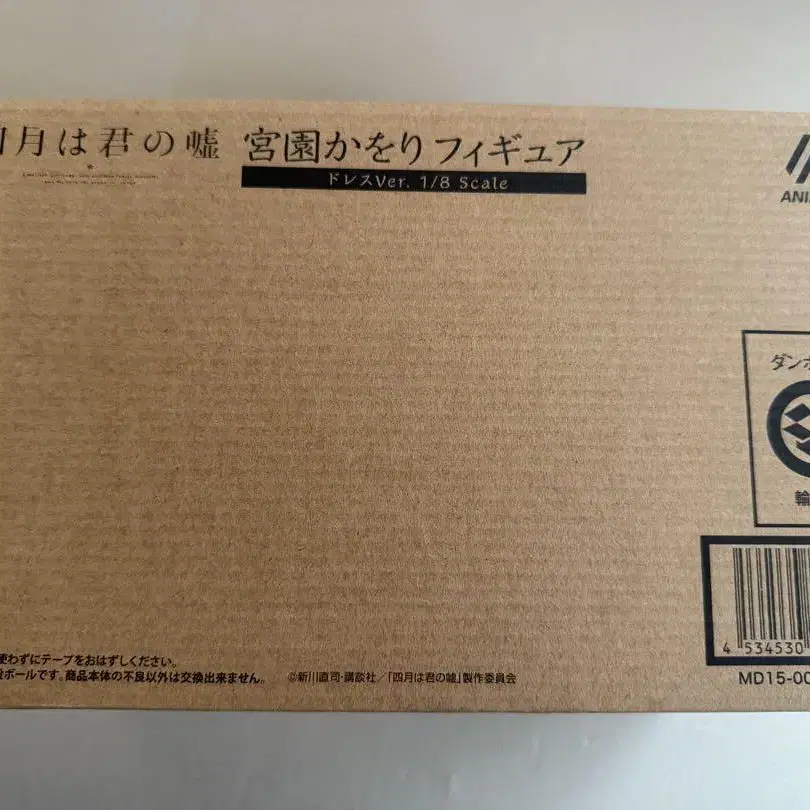 月は君の嘘
宮園かをりフィギュア
ドレスVer. 1/8 Scale
ANI
ダンボ
輪
4 534530
MD15-00
使わずにテープをおはずしください。
ボールです。商品本体の不良以外は交換出来ません。
©新川直司・講談社／「四月は君の嘘」製作委員会